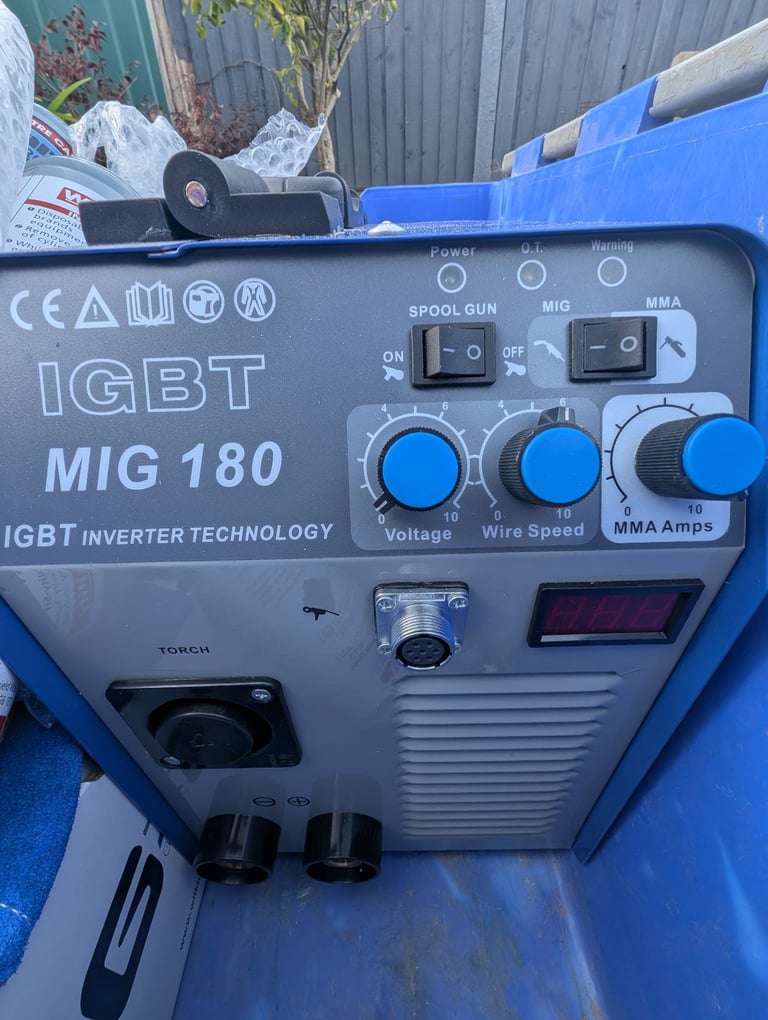 Power O.T. Warning
CE
SPOOL GUN MIG MMA
ON OFF
IGBT
MIG 180
4 6 4 6
0 10 0 10 0 10
Voltage Wire Speed MMA Amps
IGBT INVERTER TECHNOLOGY
TORCH